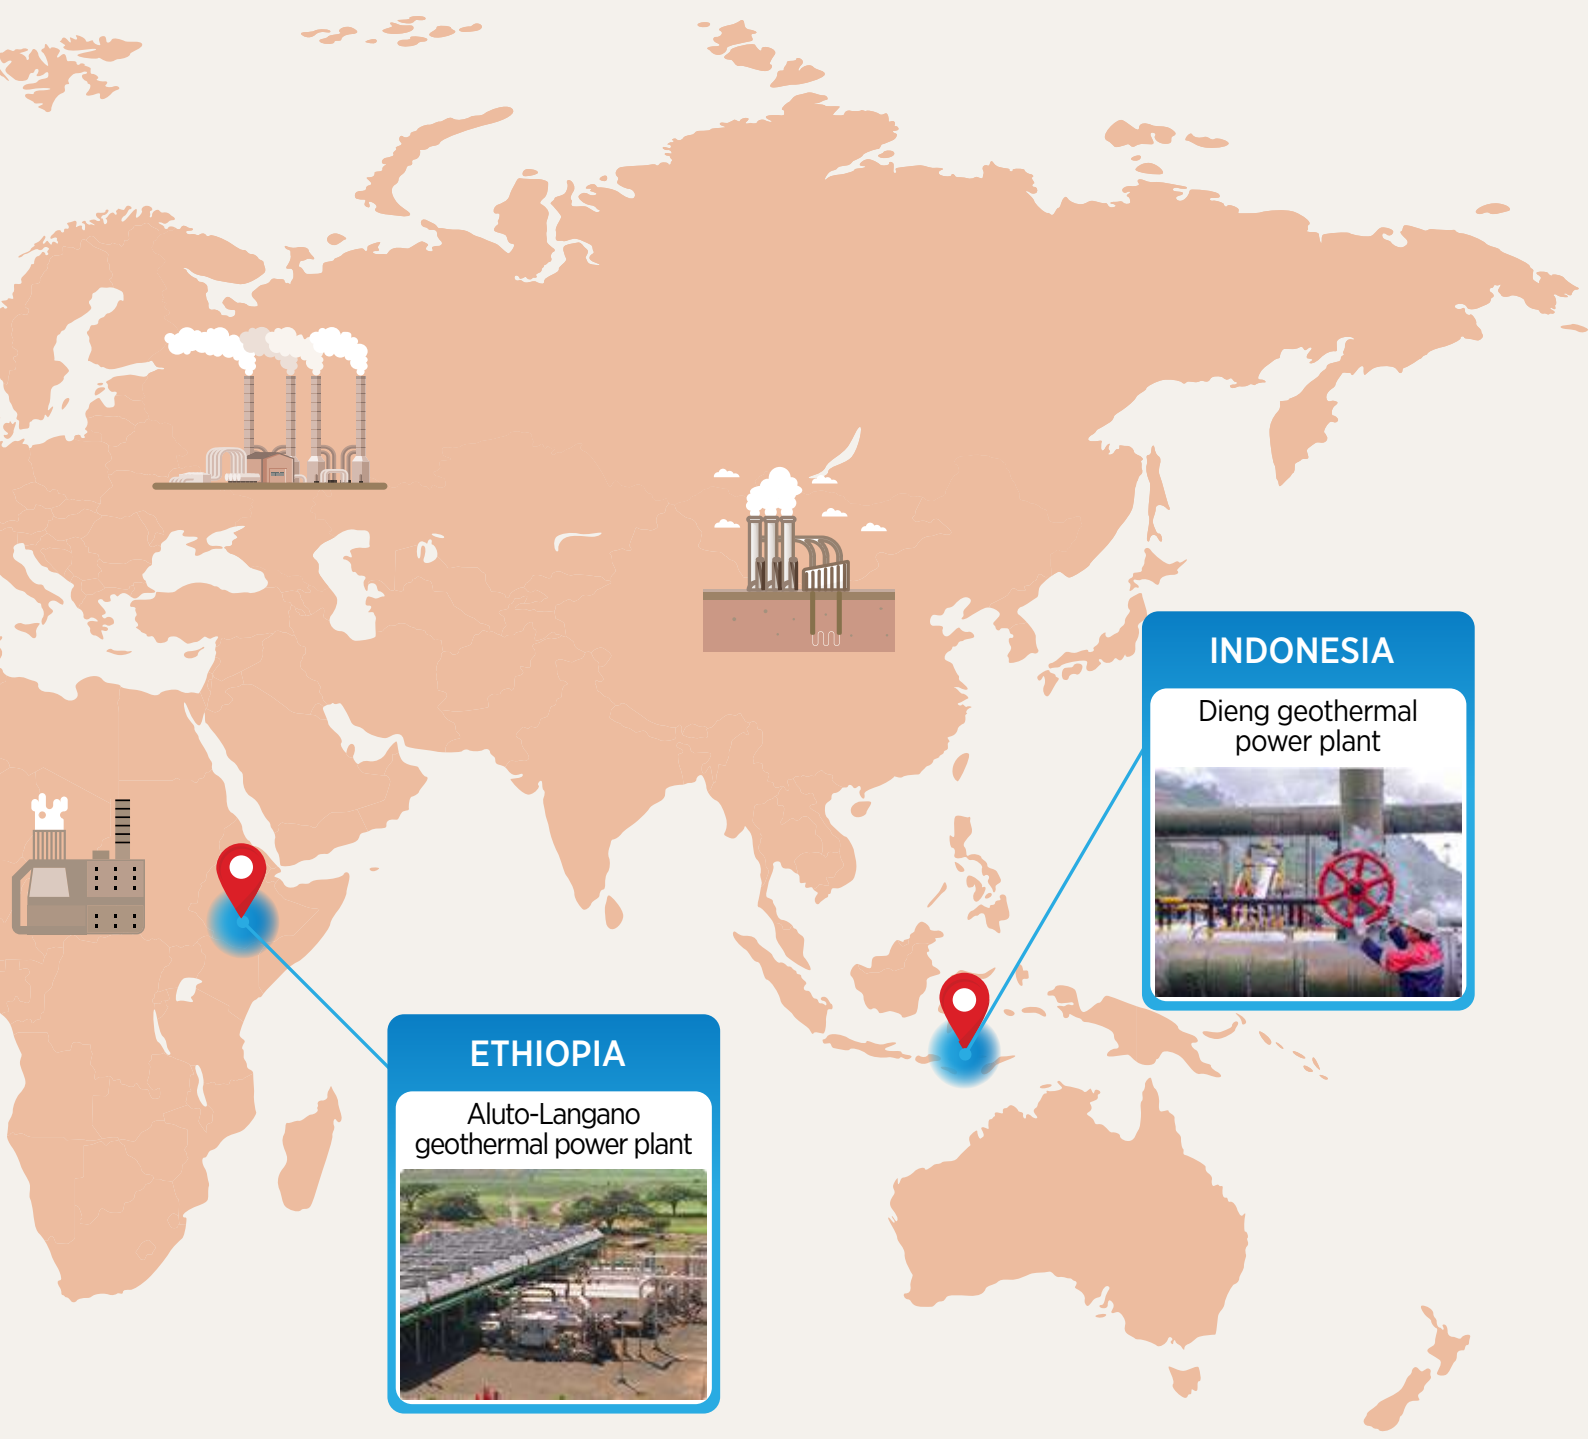 INDONESIA
Dieng geothermal
power plant
ETHIOPIA
Aluto-Langano
geothermal power plant